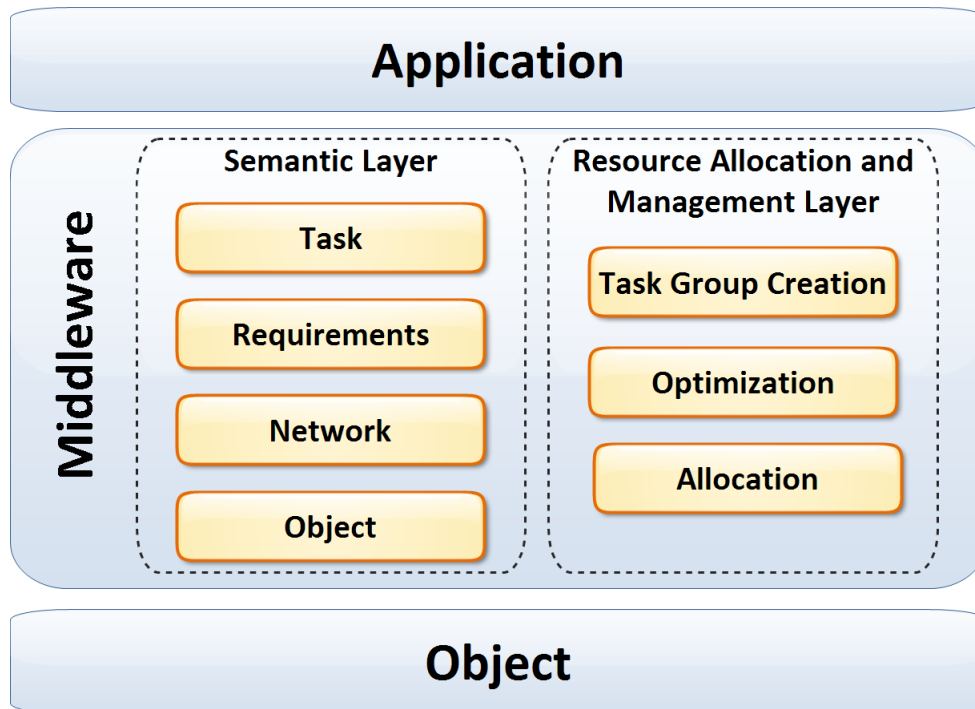 Application
Middleware
Semantic Layer
Task
Requirements
Network
Object
Resource Allocation and
Management Layer
Task Group Creation
Optimization
Allocation
Object